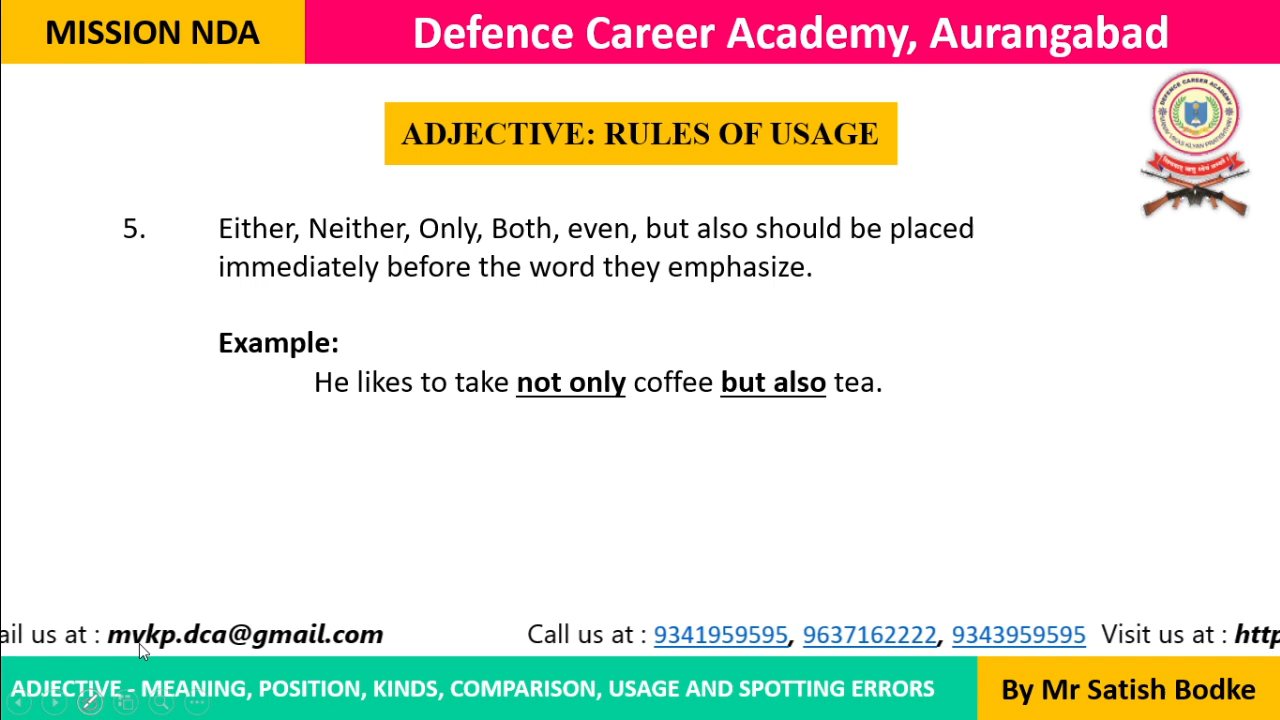 MISSION NDA
Defence Career Academy, Aurangabad
DEFENCE CAREER ACADEMY
ADJECTIVE: RULES OF USAGE
5. Either, Neither, Only, Both, even, but also should be placed
immediately before the word they emphasize.
Example:
He likes to take not only coffee but also tea.
ail us at : mvkp.dca@gmail.com Call us at : 9341959595, 9637162222, 9343959595 Visit us at : http
ADJECTIVE - MEANING, POSITION, KINDS, COMPARISON, USAGE AND SPOTTING ERRORS
By Mr Satish Bodke